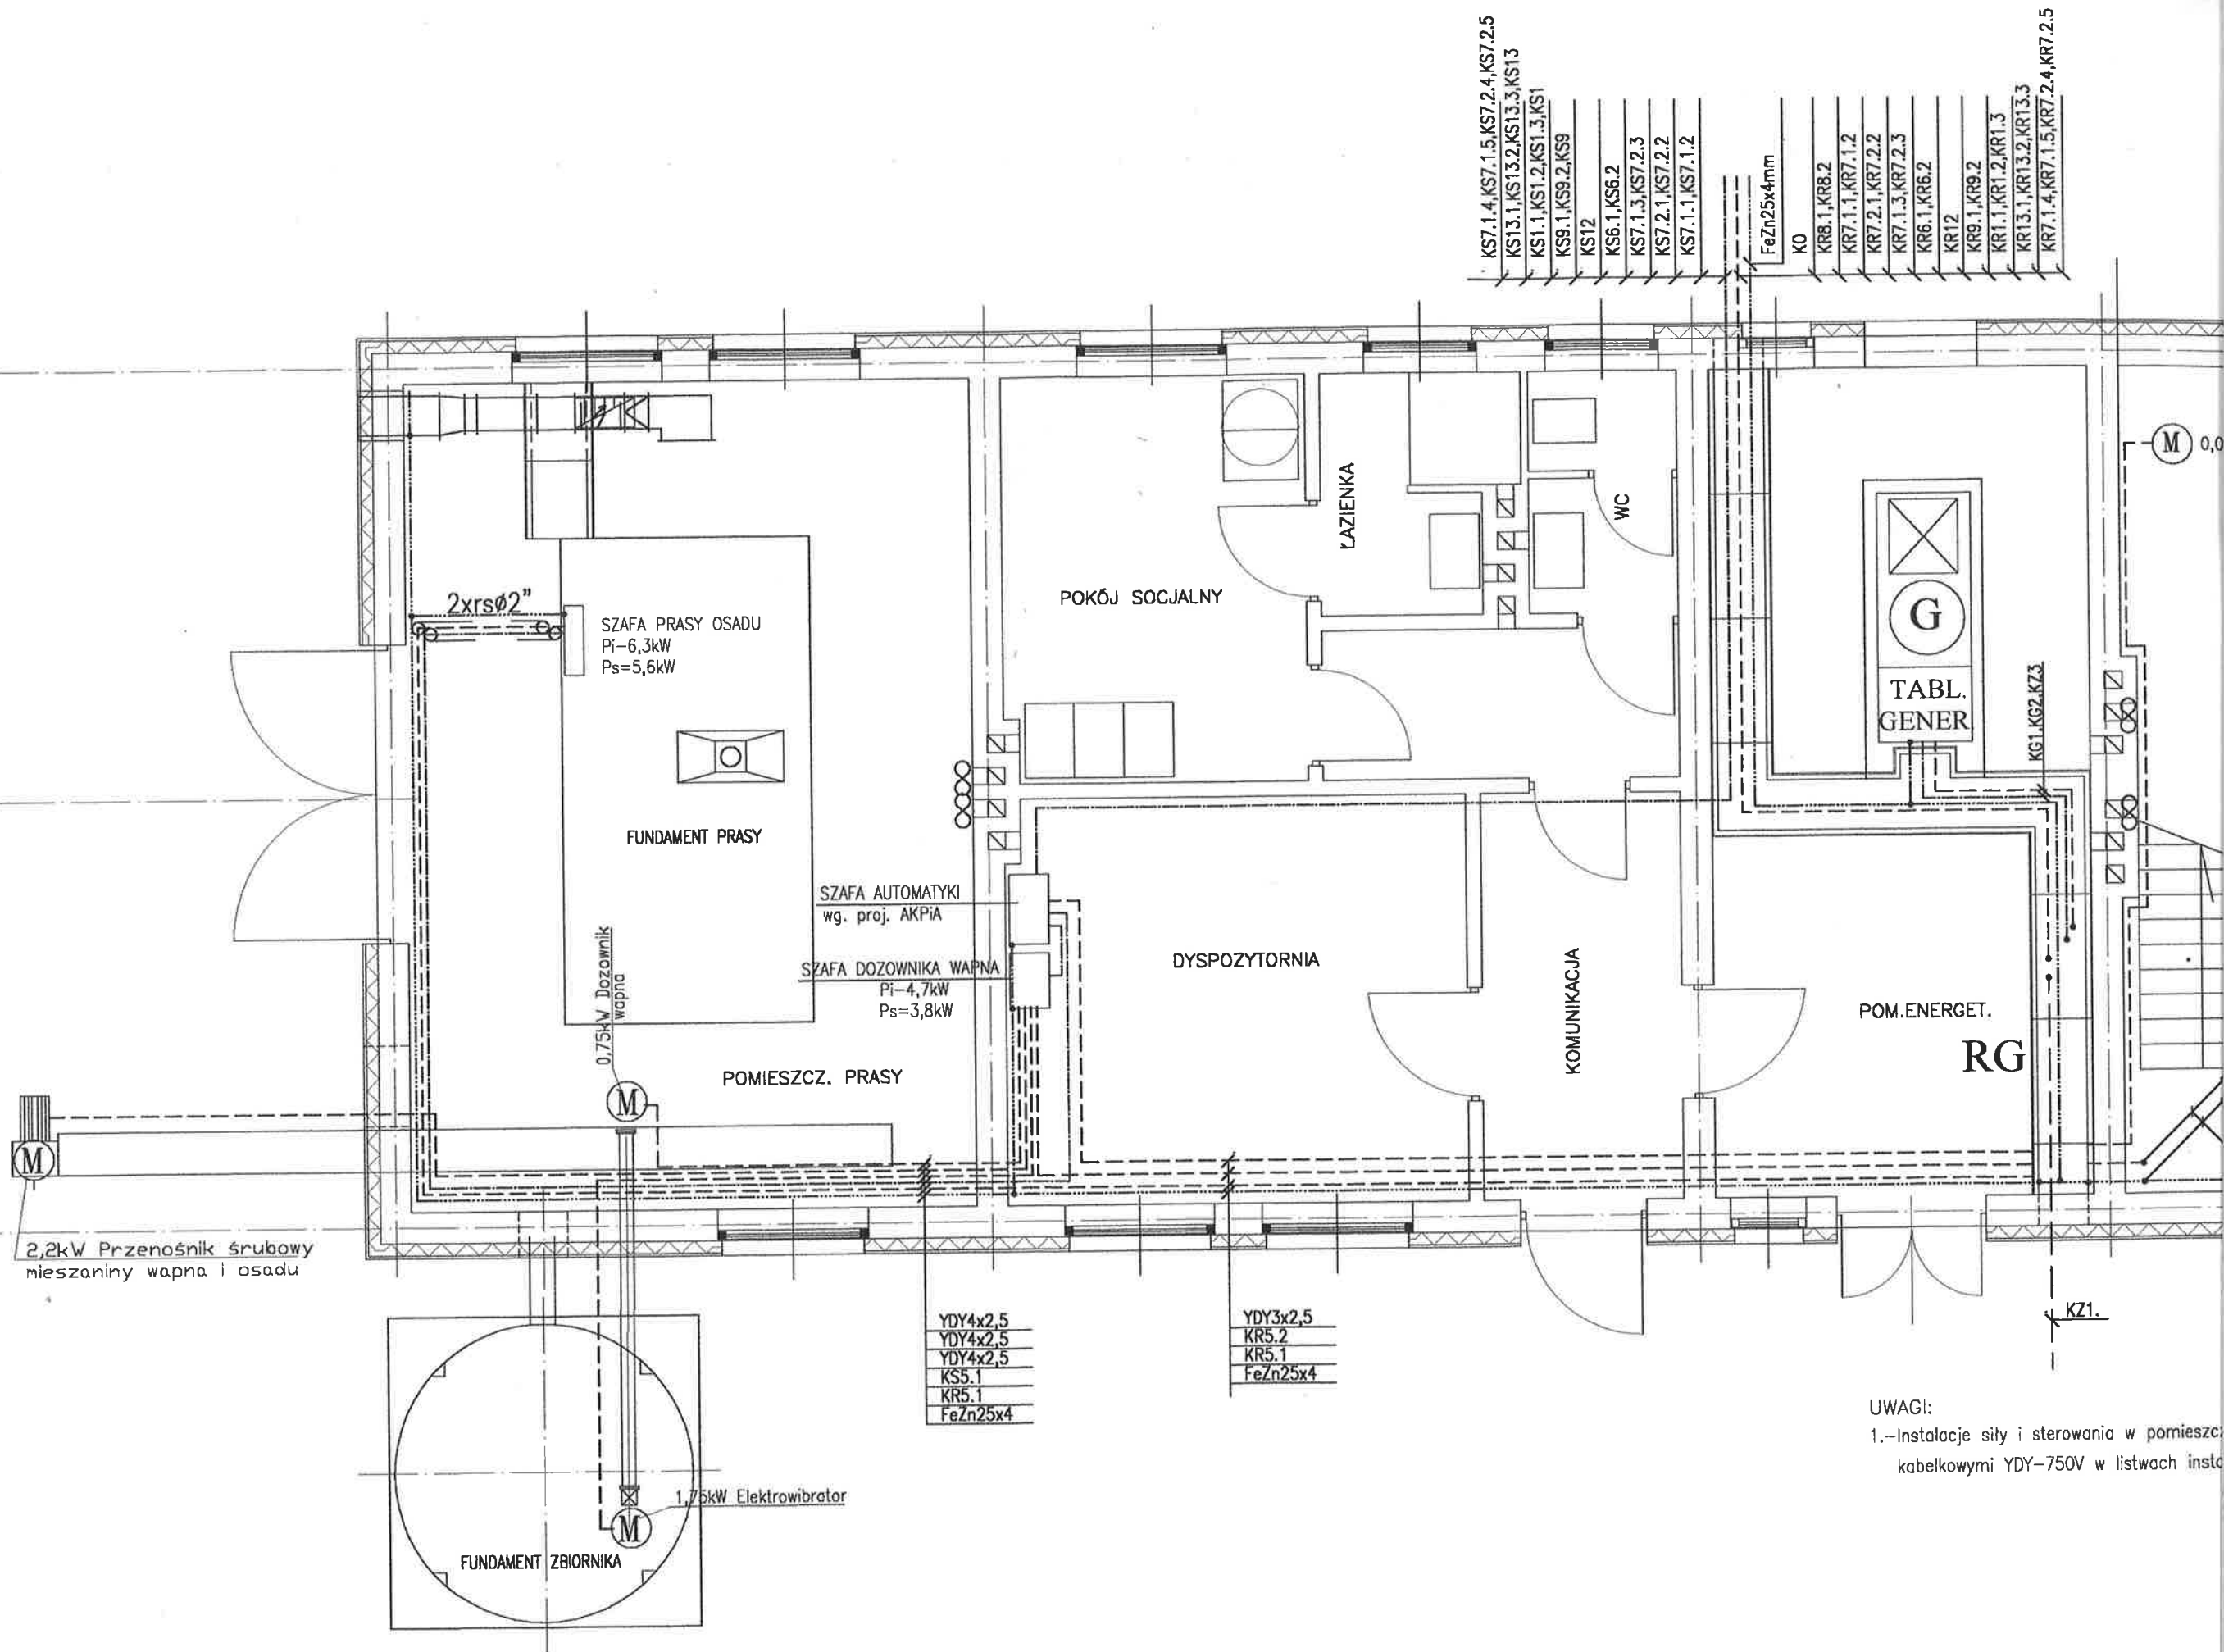 KS7.1.4,KS7.1.5,KS7.2.4,KS7.2.5
KS13.1,KS13.2,KS13.3,KS13
KS1.1,KS1.2,KS1.3,KS1
KS9.1,KS9.2,KS9
KS12
KS6.1,KS6.2
KS7.1.3,KS7.2.3
KS7.2.1,KS7.2.2
KS7.1.1,KS7.1.2
FeZn25x4mm
KO
KR8.1,KR8.2
KR7.1.1,KR7.1.2
KR7.2.1,KR7.2.2
KR7.1.3,KR7.2.3
KR6.1,KR6.2
KR12
KR9.1,KR9.2
KR1.1,KR1.2,KR1.3
KR13.1,KR13.2,KR13.3
KR7.1.4,KR7.1.5,KR7.2.4,KR7.2.5
M 0,0
2xrsø2"
SZAFA PRASY OSADU
Pi-6,3kW
Ps=5,6kW
POKÓJ SOCJALNY
ŁAZIENKA
WC
G
TABL.
GENER
KG1.KG2.KZ3
FUNDAMENT PRASY
SZAFA AUTOMATYKI
wg. proj. AKPiA
SZAFA DOZOWNIKA WAPNA
Pi-4,7kW
Ps=3,8kW
0,75kW Dozownik
wapna
M
POMIESZCZ. PRASY
DYSPOZYTORNIA
KOMUNIKACJA
POM.ENERGET.
RG
M
2,2kW Przenośnik śrubowy
mieszaniny wapna i osadu
YDY4x2,5
YDY4x2,5
YDY4x2,5
KS5.1
KR5.1
FeZn25x4
YDY3x2,5
KR5.2
KR5.1
FeZn25x4
KZ1.
1,75kW Elektrowibrator
M
FUNDAMENT ZBIORNIKA
UWAGI:
1.-Instalacje siły i sterowania w pomieszc
kabelkowymi YDY-750V w listwach insta